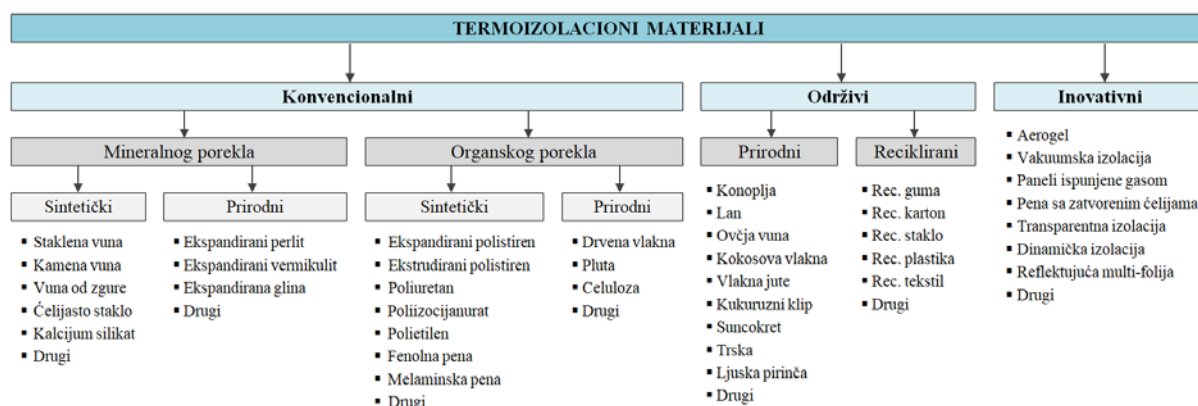 TERMOIZOLACIONI MATERIJALI
Konvencionalni
Održivi
Inovativni
Mineralnog porekla
Organskog porekla
Prirodni
Reciklirani
Sintetički
Prirodni
Sintetički
Prirodni
▪ Staklena vuna
▪ Kamena vuna
▪ Vuna od zgure
▪ Ćelijasto staklo
▪ Kalcijum silikat
▪ Drugi
▪ Ekspandirani perlit
▪ Ekspandirani vermikulit
▪ Ekspandirana glina
▪ Drugi
▪ Ekspandirani polistiren
▪ Ekstrudirani polistiren
▪ Poliuretan
▪ Poliizocijanurat
▪ Polietilen
▪ Fenolna pena
▪ Melaminska pena
▪ Drugi
▪ Drvena vlakna
▪ Pluta
▪ Celuloza
▪ Drugi
▪ Konoplja
▪ Lan
▪ Ovčja vuna
▪ Kokosova vlakna
▪ Vlakna jute
▪ Kukuruzni klip
▪ Suncokret
▪ Trska
▪ Ljuska pirinča
▪ Drugi
▪ Rec. guma
▪ Rec. karton
▪ Rec. staklo
▪ Rec. plastika
▪ Rec. tekstil
▪ Drugi
▪ Aerogel
▪ Vakuumska izolacija
▪ Paneli ispunjene gasom
▪ Pena sa zatvorenim ćelijama
▪ Transparentna izolacija
▪ Dinamička izolacija
▪ Reflektujuća multi-folija
▪ Drugi